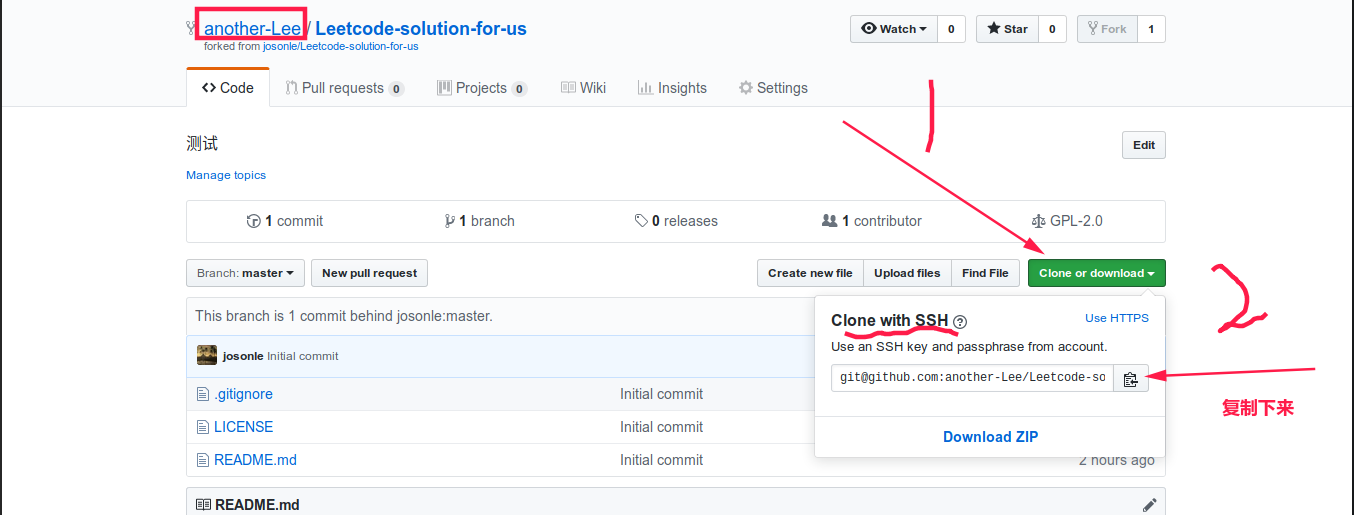 another-Lee / Leetcode-solution-for-us
Watch 0 Star 0 Fork 1
forked from josonle/Leetcode-solution-for-us
Code Pull requests 0 Projects 0 Wiki Insights Settings
1
测试
Edit
Manage topics
1 commit 1 branch 0 releases 1 contributor GPL-2.0
Branch: master New pull request Create new file Upload files Find File Clone or download
2
This branch is 1 commit behind josonle:master.
Clone with SSH ? Use HTTPS
Use an SSH key and passphrase from account.
josonle Initial commit
git@github.com:another-Lee/Leetcode-so
复制下来
.gitignore Initial commit
LICENSE Initial commit
Download ZIP
README.md Initial commit 2 hours ago
README.md